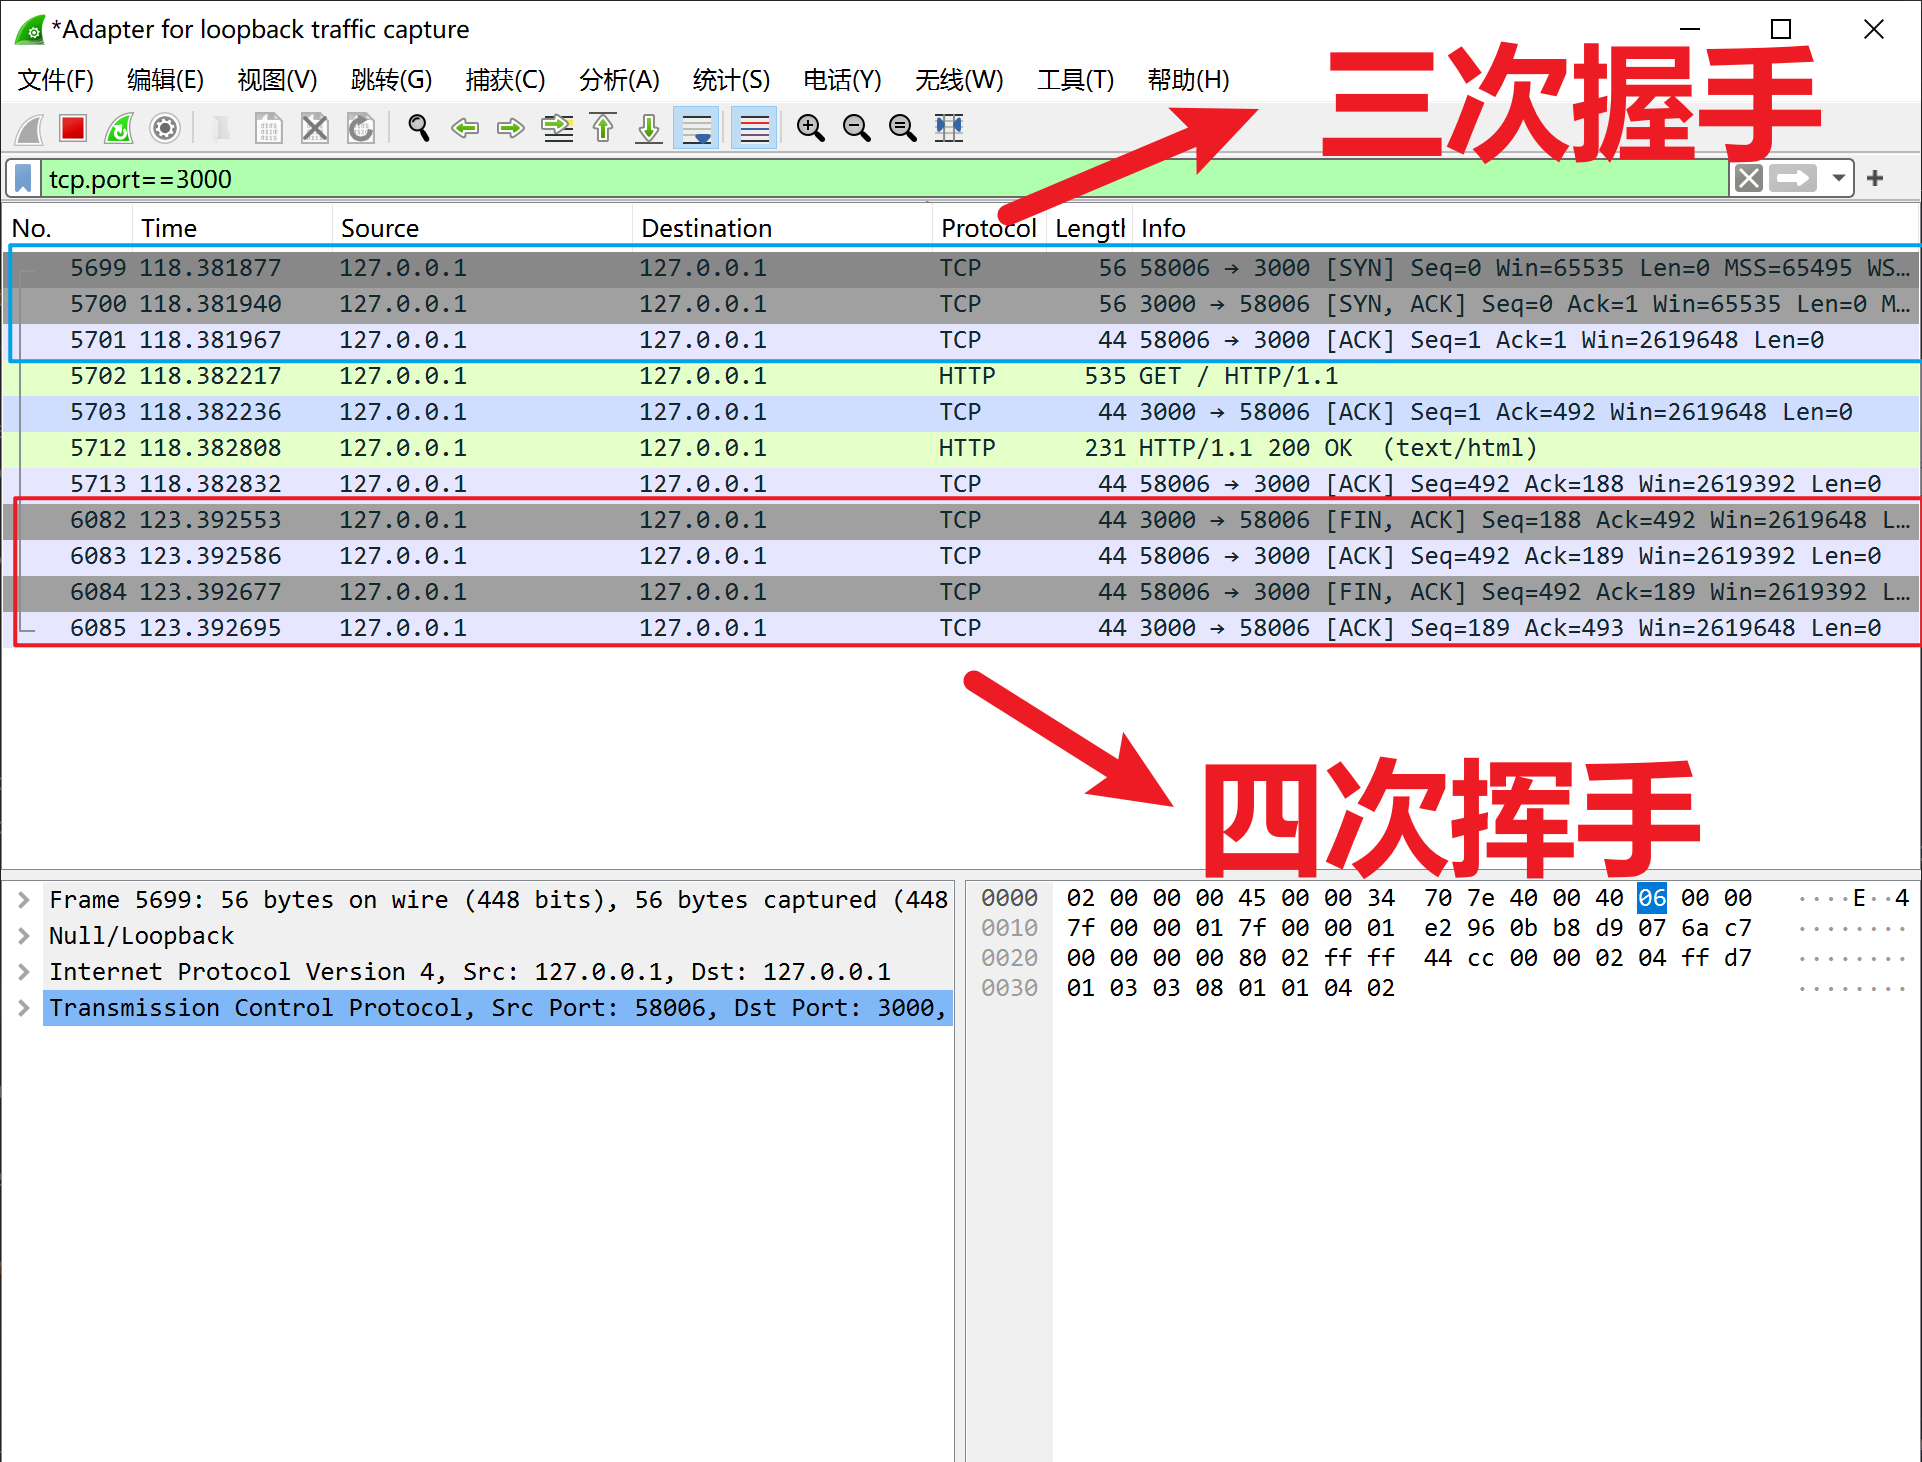 *Adapter for loopback traffic capture
文件(F) 编辑(E) 视图(V) 跳转(G) 捕获(C) 分析(A) 统计(S) 电话(Y) 无线(W) 工具(T) 帮助(H)
三次握手
tcp.port==3000
No. Time Source Destination Protocol Length Info
5699 118.381877 127.0.0.1 127.0.0.1 TCP 56 58006 → 3000 [SYN] Seq=0 Win=65535 Len=0 MSS=65495 WS…
5700 118.381940 127.0.0.1 127.0.0.1 TCP 56 3000 → 58006 [SYN, ACK] Seq=0 Ack=1 Win=65535 Len=0 M…
5701 118.381967 127.0.0.1 127.0.0.1 TCP 44 58006 → 3000 [ACK] Seq=1 Ack=1 Win=2619648 Len=0
5702 118.382217 127.0.0.1 127.0.0.1 HTTP 535 GET / HTTP/1.1
5703 118.382236 127.0.0.1 127.0.0.1 TCP 44 3000 → 58006 [ACK] Seq=1 Ack=492 Win=2619648 Len=0
5712 118.382808 127.0.0.1 127.0.0.1 HTTP 231 HTTP/1.1 200 OK (text/html)
5713 118.382832 127.0.0.1 127.0.0.1 TCP 44 58006 → 3000 [ACK] Seq=492 Ack=188 Win=2619392 Len=0
6082 123.392553 127.0.0.1 127.0.0.1 TCP 44 3000 → 58006 [FIN, ACK] Seq=188 Ack=492 Win=2619648 L…
6083 123.392586 127.0.0.1 127.0.0.1 TCP 44 58006 → 3000 [ACK] Seq=492 Ack=189 Win=2619392 Len=0
6084 123.392677 127.0.0.1 127.0.0.1 TCP 44 58006 → 3000 [FIN, ACK] Seq=492 Ack=189 Win=2619392 L…
6085 123.392695 127.0.0.1 127.0.0.1 TCP 44 3000 → 58006 [ACK] Seq=189 Ack=493 Win=2619648 Len=0
四次挥手
Frame 5699: 56 bytes on wire (448 bits), 56 bytes captured (448
Null/Loopback
Internet Protocol Version 4, Src: 127.0.0.1, Dst: 127.0.0.1
Transmission Control Protocol, Src Port: 58006, Dst Port: 3000,
0000 02 00 00 00 45 00 00 34 70 7e 40 00 40 06 00 00 ····E··4
0010 7f 00 00 01 7f 00 00 01 e2 96 0b b8 d9 07 6a c7 ········
0020 00 00 00 00 80 02 ff ff 44 cc 00 00 02 04 ff d7 ········
0030 01 03 03 08 01 01 04 02 ········